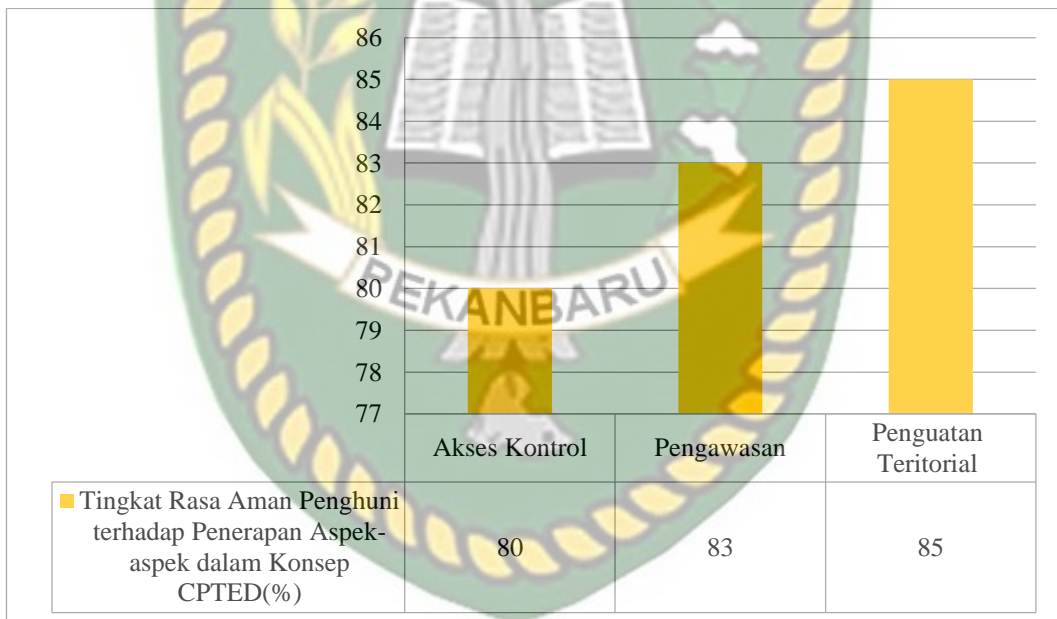 86
85
84
83
82
81
80
79
78
77
PEKANBARU
Akses Kontrol
Pengawasan
Penguatan
Teritorial
Tingkat Rasa Aman Penghuni
terhadap Penerapan Aspek-
aspek dalam Konsep
CPTED(%)
80
83
85